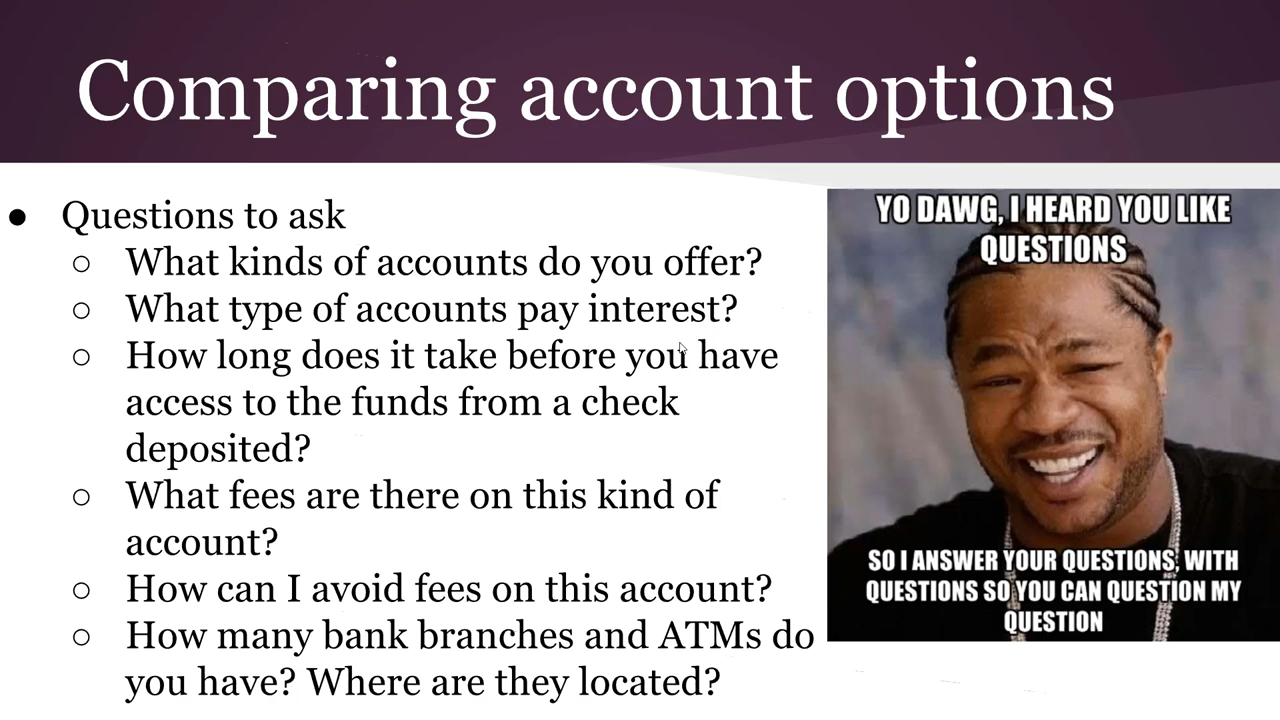 Comparing account options
● Questions to ask
○ What kinds of accounts do you offer?
○ What type of accounts pay interest?
○ How long does it take before you have
access to the funds from a check
deposited?
○ What fees are there on this kind of
account?
○ How can I avoid fees on this account?
○ How many bank branches and ATMs do
you have? Where are they located?
YO DAWG, I HEARD YOU LIKE
QUESTIONS
SO I ANSWER YOUR QUESTIONS, WITH
QUESTIONS SO YOU CAN QUESTION MY
QUESTION